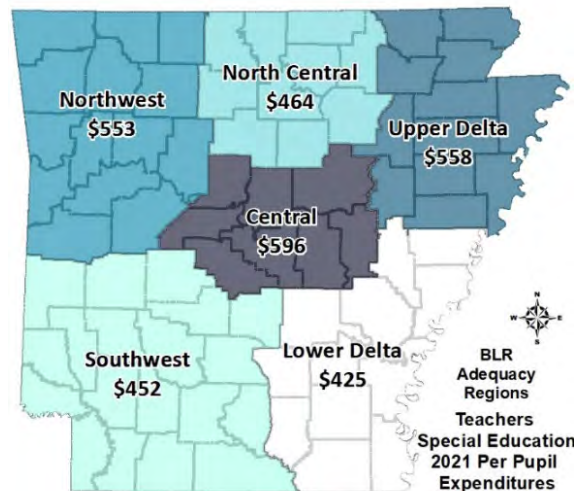 North Central
$464
Northwest
$553
Upper Delta
$558
Central
$596
Southwest
$452
Lower Delta
$425
N
W
E
S
BLR
Adequacy
Regions
Teachers
Special Education
2021 Per Pupil
Expenditures